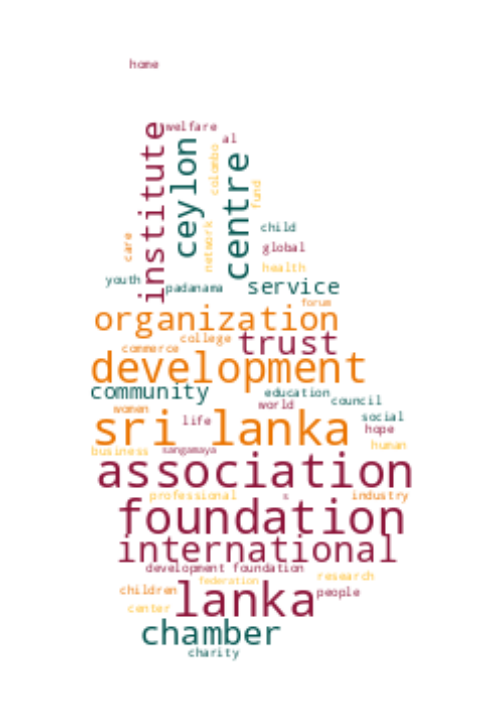 home
welfare
al
institute
ceylon
colombo
centre
fund
network
care
child
global
health
youth
padanama
service
forum
organization
college
trust
commerce
development
community
education
council
women
world
social
sri lanka
life
hope
business
sangamaya
human
association
professional
s
industry
foundation
international
development foundation
federation
research
children
lanka
people
center
chamber
charity